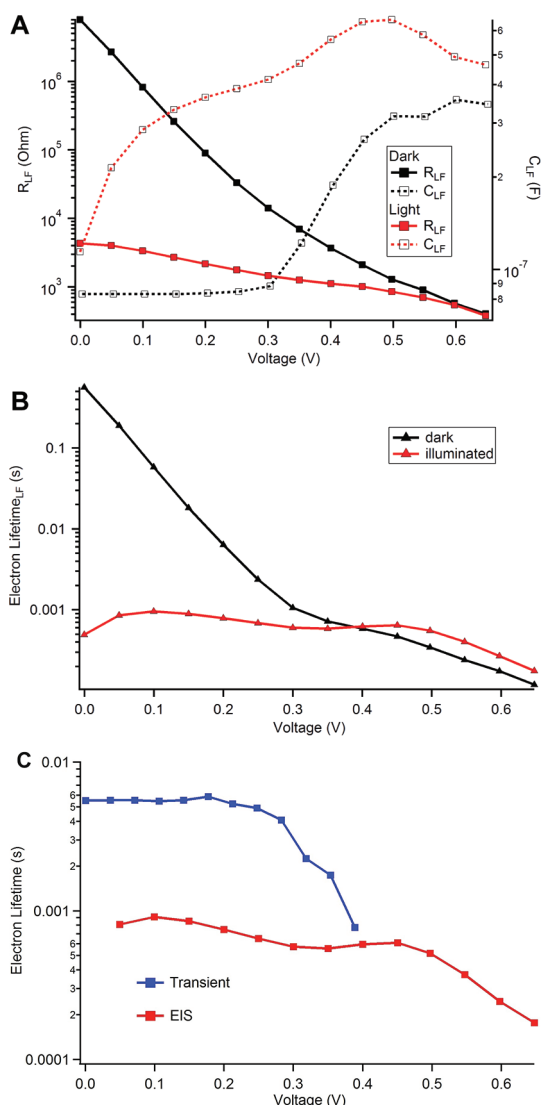 A
R_LF (Ohm)
10^6
10^5
10^4
10^3
6
5
4
3
2
10^-7
9
8
C_LF (F)
Dark
R_LF
C_LF
Light
R_LF
C_LF
0.0 0.1 0.2 0.3 0.4 0.5 0.6
Voltage (V)
B
Electron Lifetime_LF (s)
0.1
0.01
0.001
dark
illuminated
0.0 0.1 0.2 0.3 0.4 0.5 0.6
Voltage (V)
C
Electron Lifetime (s)
0.01
6
5
4
3
2
0.001
6
5
4
3
2
0.0001
Transient
EIS
0.0 0.1 0.2 0.3 0.4 0.5 0.6
Voltage (V)